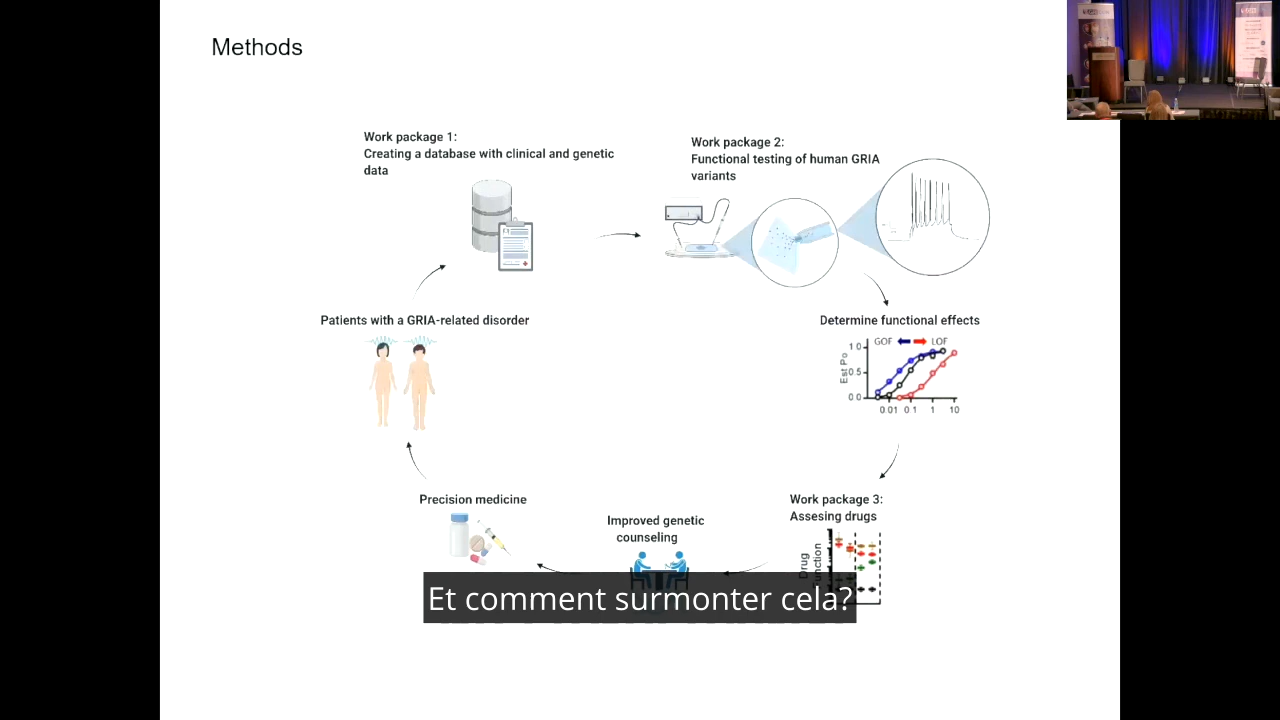 Methods
Work package 1:
Creating a database with clinical and genetic
data
Work package 2:
Functional testing of human GRIA
variants
Patients with a GRIA-related disorder
Determine functional effects
GOF LOF
Est Po
1 0
0.5
0.0
0.01 0.1 1 10
Precision medicine
Improved genetic
counseling
Work package 3:
Assesing drugs
Drug
Function
Et comment surmonter cela?